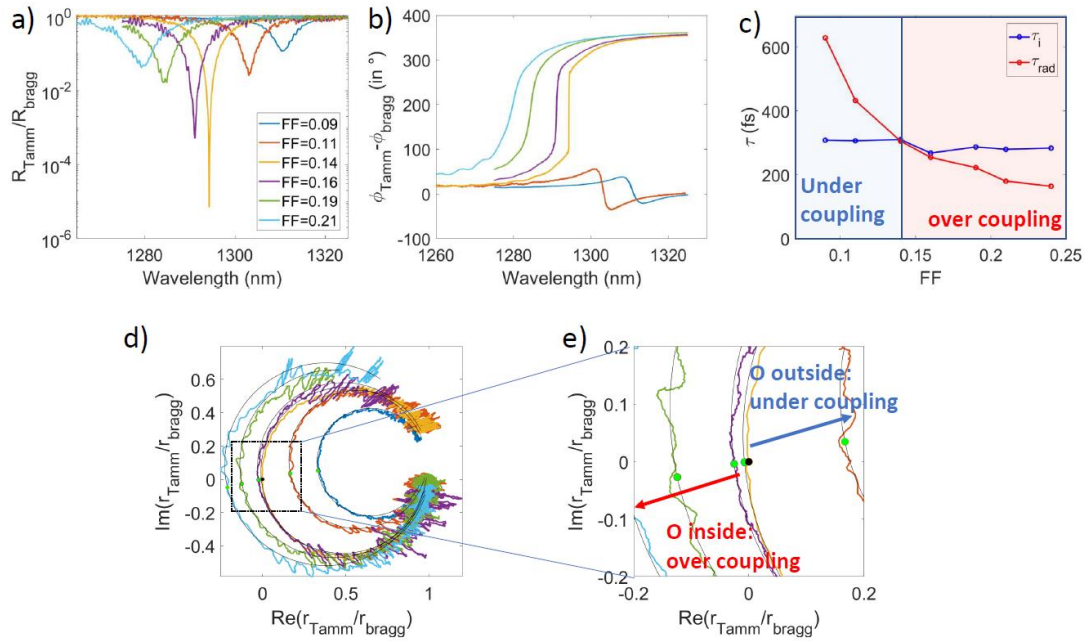 a)
R_Tamm/R_bragg
10^0
10^-2
10^-4
10^-6
1280
1300
1320
Wavelength (nm)
FF=0.09
FF=0.11
FF=0.14
FF=0.16
FF=0.19
FF=0.21
b)
ϕ_Tamm-ϕ_bragg (in °)
400
300
200
100
0
-100
1260
1280
1300
1320
Wavelength (nm)
c)
τ (fs)
600
400
200
0
0.1
0.15
0.2
0.25
FF
τ_i
τ_rad
Under
coupling
over coupling
d)
Im(r_Tamm/r_bragg)
0.6
0.4
0.2
0
-0.2
-0.4
0
0.5
1
Re(r_Tamm/r_bragg)
e)
Im(r_Tamm/r_bragg)
0.2
0.1
0
-0.1
-0.2
-0.2
0
0.2
Re(r_Tamm/r_bragg)
O outside:
under coupling
O inside:
over coupling